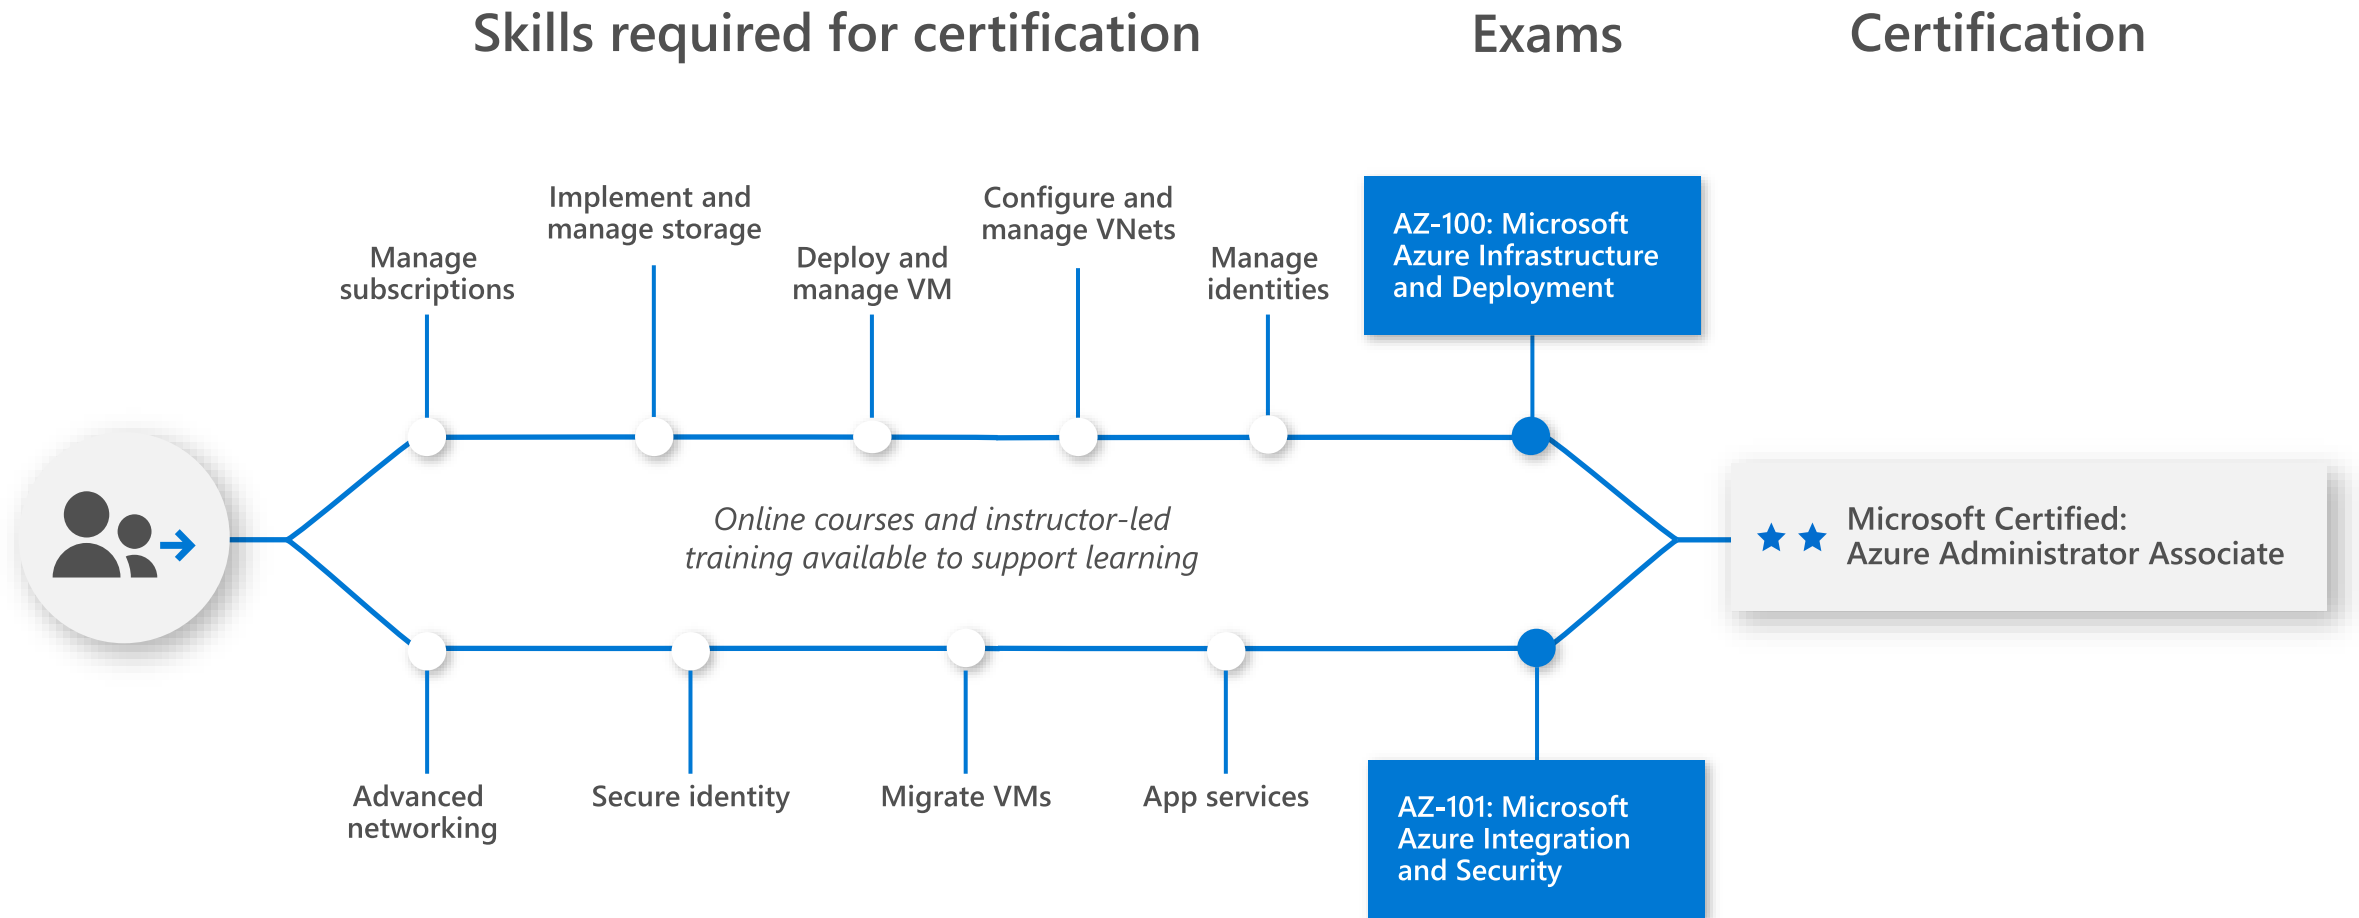 Skills required for certification
Exams
Certification
Manage
subscriptions
Implement and
manage storage
Deploy and
manage VM
Configure and
manage VNets
Manage
identities
AZ-100: Microsoft
Azure Infrastructure
and Deployment
Online courses and instructor-led
training available to support learning
Microsoft Certified:
Azure Administrator Associate
Advanced
networking
Secure identity
Migrate VMs
App services
AZ-101: Microsoft
Azure Integration
and Security